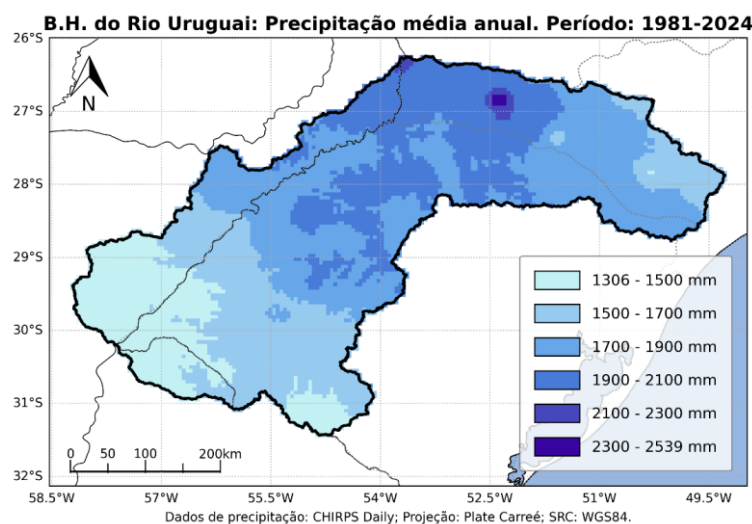 B.H. do Rio Uruguai: Precipitação média anual. Período: 1981-2024
26°S
27°S
28°S
29°S
30°S
31°S
32°S
N
1306 - 1500 mm
1500 - 1700 mm
1700 - 1900 mm
1900 - 2100 mm
2100 - 2300 mm
2300 - 2539 mm
0 50 100 200km
58.5°W 57°W 55.5°W 54°W 52.5°W 51°W 49.5°W
Dados de precipitação: CHIRPS Daily; Projeção: Plate Carreé; SRC: WGS84.